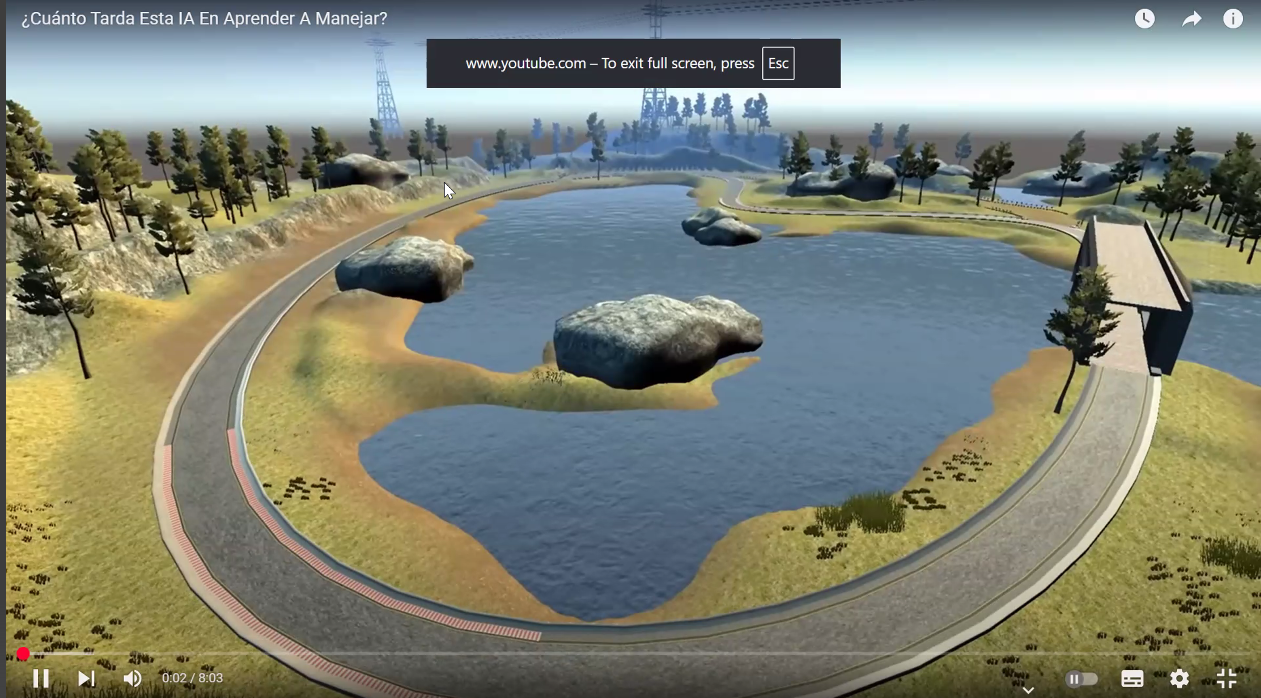 ¿Cuánto Tarda Esta IA En Aprender A Manejar?
www.youtube.com – To exit full screen, press Esc
0:02 / 8:03